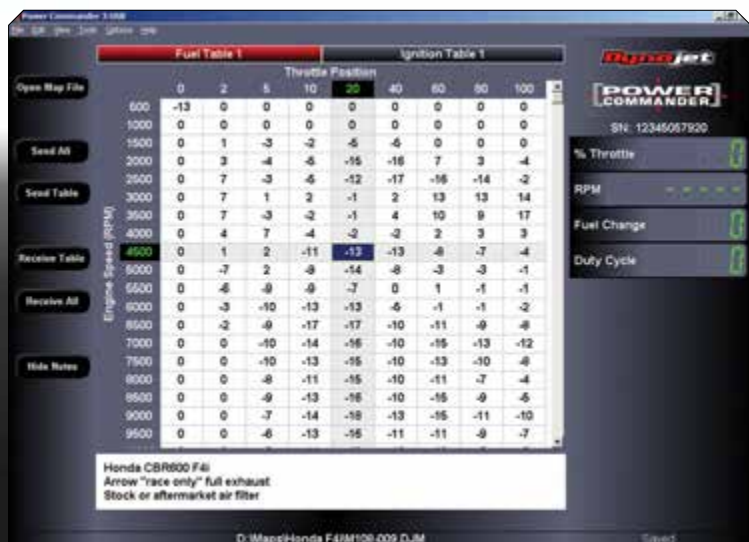 Power Commander 3 USB
File Edit View Tools Options Help
Fuel Table 1 Ignition Table 1
Throttle Position
0 2 5 10 20 40 60 80 100
Engine Speed (RPM)
600 -13 0 0 0 0 0 0 0 0
1000 0 0 0 0 0 0 0 0 0
1500 0 1 -3 -2 -5 -5 0 0 0
2000 0 3 -4 -15 -16 7 3 -4
2500 0 7 -3 -12 -17 -16 -14 -2
3000 0 7 1 2 -1 2 13 13 14
3500 0 7 -3 -2 -1 4 10 9 17
4000 0 4 7 -4 -2 -2 2 3 3
4500 0 1 2 -11 -13 -13 -7 -4
5000 0 -7 2 -9 -14 -8 -3 -3 -1
5500 0 -6 -9 -9 -7 0 1 -1 -1
6000 0 -3 -10 -13 -13 -1 -1 -2
0 -2 -9 -17 -17 -10 -11 -9 -8
7000 0 0 -10 -14 -16 -10 -15 -13 -12
7500 0 0 -10 -13 -15 -10 -13 -10 -8
8000 0 0 -8 -11 -15 -10 -11 -7 -4
8500 0 0 -9 -13 -16 -10 -15 -9
9000 0 0 -7 -14 -18 -13 -15 -11 -10
9500 0 0 -13 -15 -11 -11 -9 -7
Open Map File
Send All
Send Table
Receive Table
Receive All
Hide Notes
Dynojet
POWER
COMMANDER
SN: 12345057920
% Throttle 0
RPM - - - - -
Fuel Change 0
Duty Cycle 0
Honda CBR600 F4i
Arrow "race only" full exhaust
Stock or aftermarket air filter
D:\Maps\Honda F4i\M108-009.DJM Saved